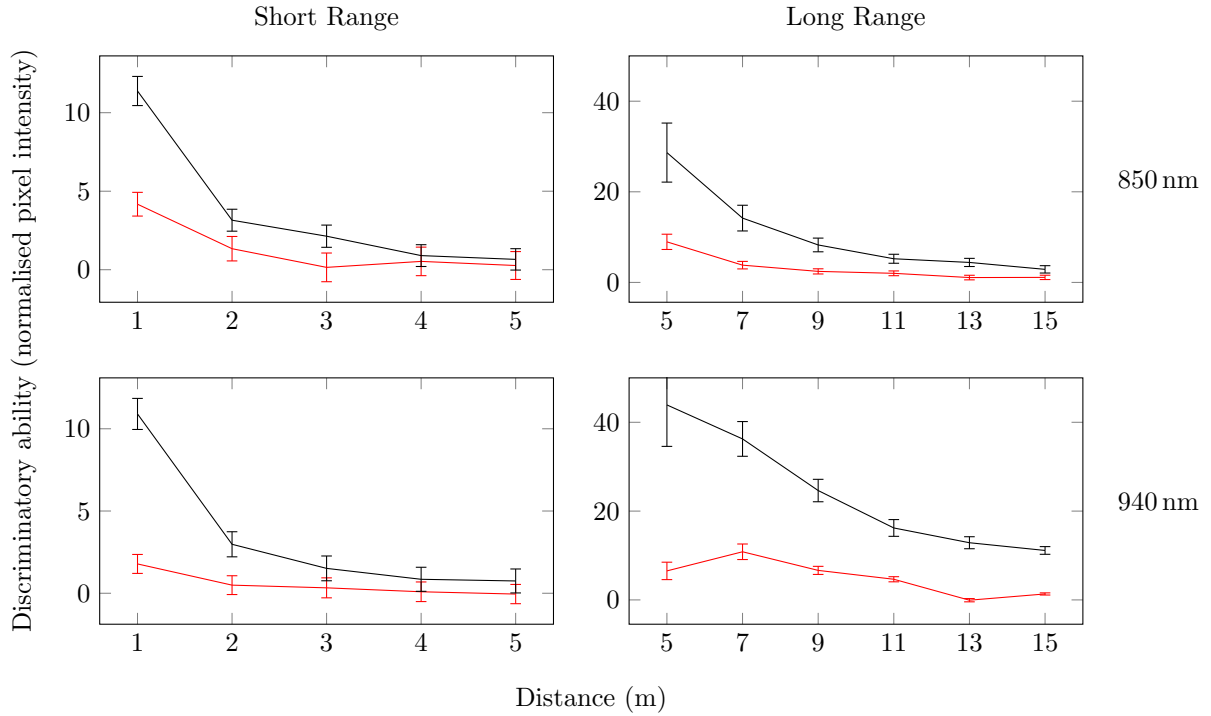 Short Range
Long Range
Discriminatory ability (normalised pixel intensity)
10
5
0
1 2 3 4 5
40
20
0
5 7 9 11 13 15
850 nm
10
5
0
1 2 3 4 5
40
20
0
5 7 9 11 13 15
940 nm
Distance (m)